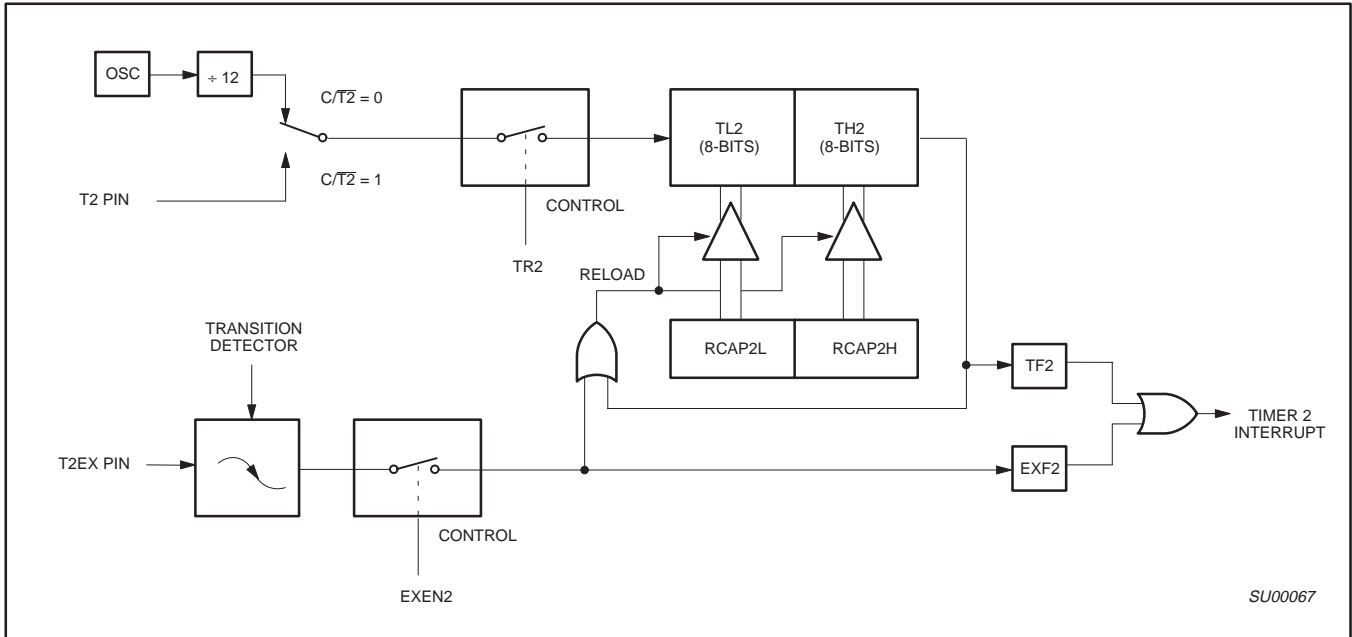 OSC
÷ 12
C/T2̅ = 0
C/T2̅ = 1
T2 PIN
CONTROL
TR2
TL2
(8-BITS)
TH2
(8-BITS)
RELOAD
RCAP2L
RCAP2H
TRANSITION
DETECTOR
T2EX PIN
CONTROL
EXEN2
TF2
EXF2
TIMER 2
INTERRUPT
SU00067